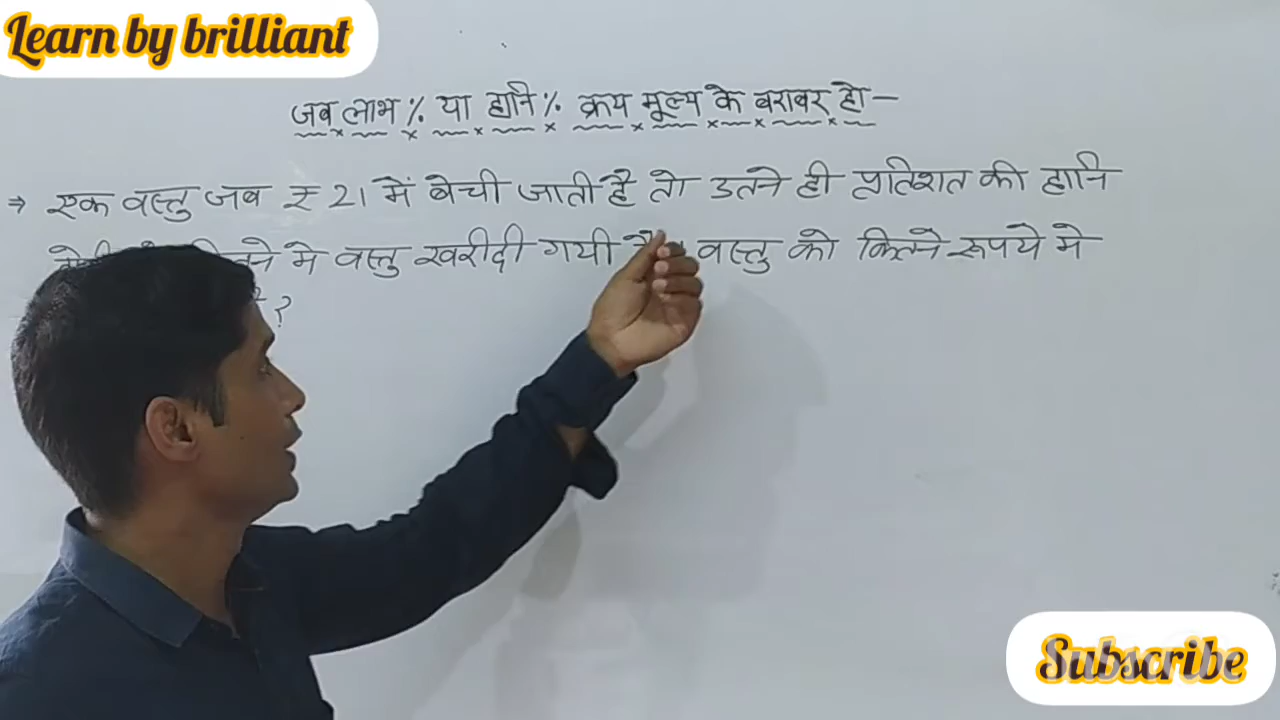 Learn by brilliant
जब लाभ % या हानि % क्रय मूल्य के बराबर हो -
⇒ एक वस्तु जब ₹ 21 में बेची जाती है तो उतने ही प्रतिशत की हानि
मे वस्तु खरीदी गयी वस्तु को कितने रूपये मे
?
Subscribe